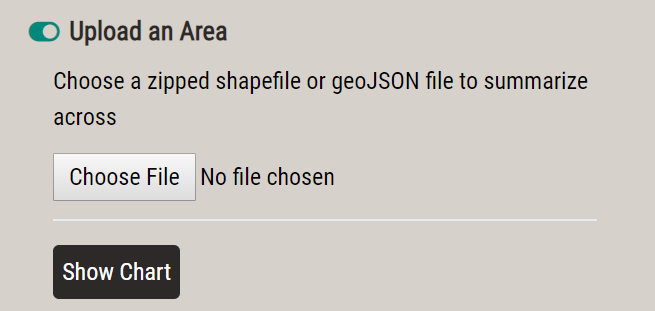 Upload an Area
Choose a zipped shapefile or geoJSON file to summarize
across
Choose File No file chosen
Show Chart